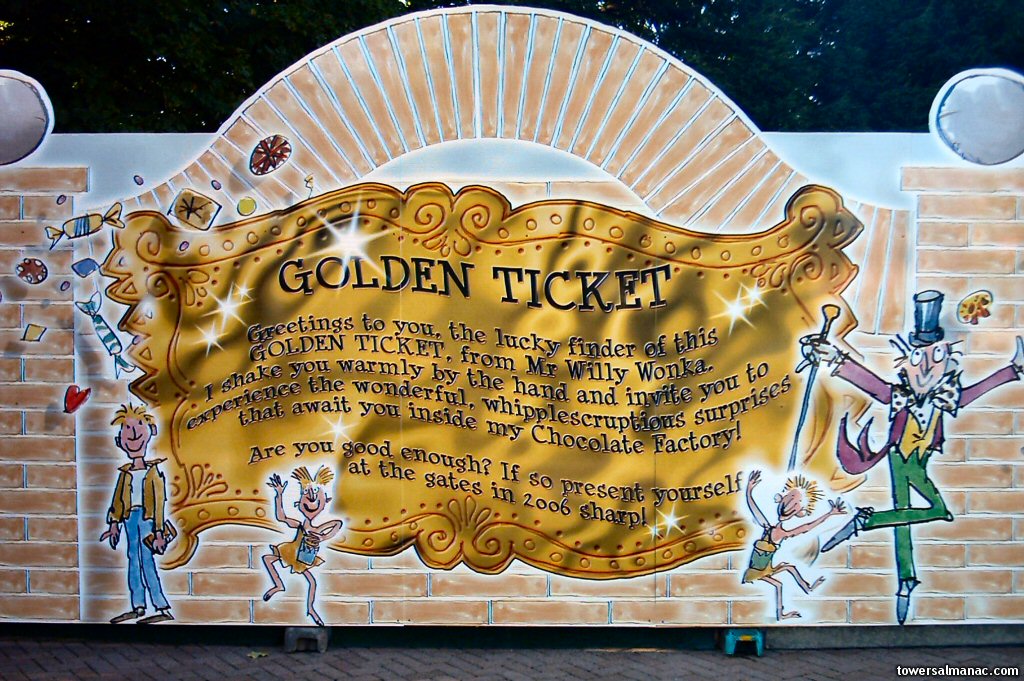 GOLDEN TICKET
Greetings to you, the lucky finder of this
GOLDEN TICKET, from Mr Willy Wonka.
I shake you warmly by the hand and invite you to
experience the wonderful, whipplescruptious surprises
that await you inside my Chocolate Factory!
Are you good enough? If so present yourself
at the gates in 2006 sharp!
towersalmanac.com